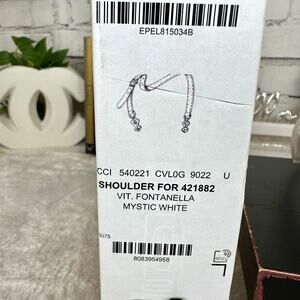 EPEL815034B
CCI 540221 CVL0G 9022 U
SHOULDER FOR 421882
VIT. FONTANELLA
MYSTIC WHITE
8083954958